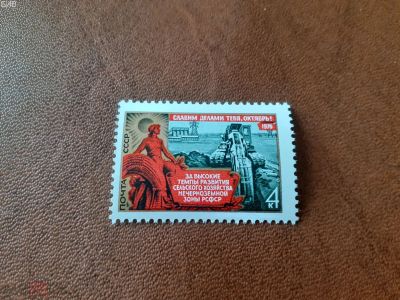 СЛАВИМ ДЕЛАМИ ТЕБЯ, ОКТЯБРЬ!
1976
ПОЧТА СССР
ЗА ВЫСОКИЕ
ТЕМПЫ РАЗВИТИЯ
СЕЛЬСКОГО ХОЗЯЙСТВА
НЕЧЕРНОЗЕМНОЙ
ЗОНЫ РСФСР
4 К